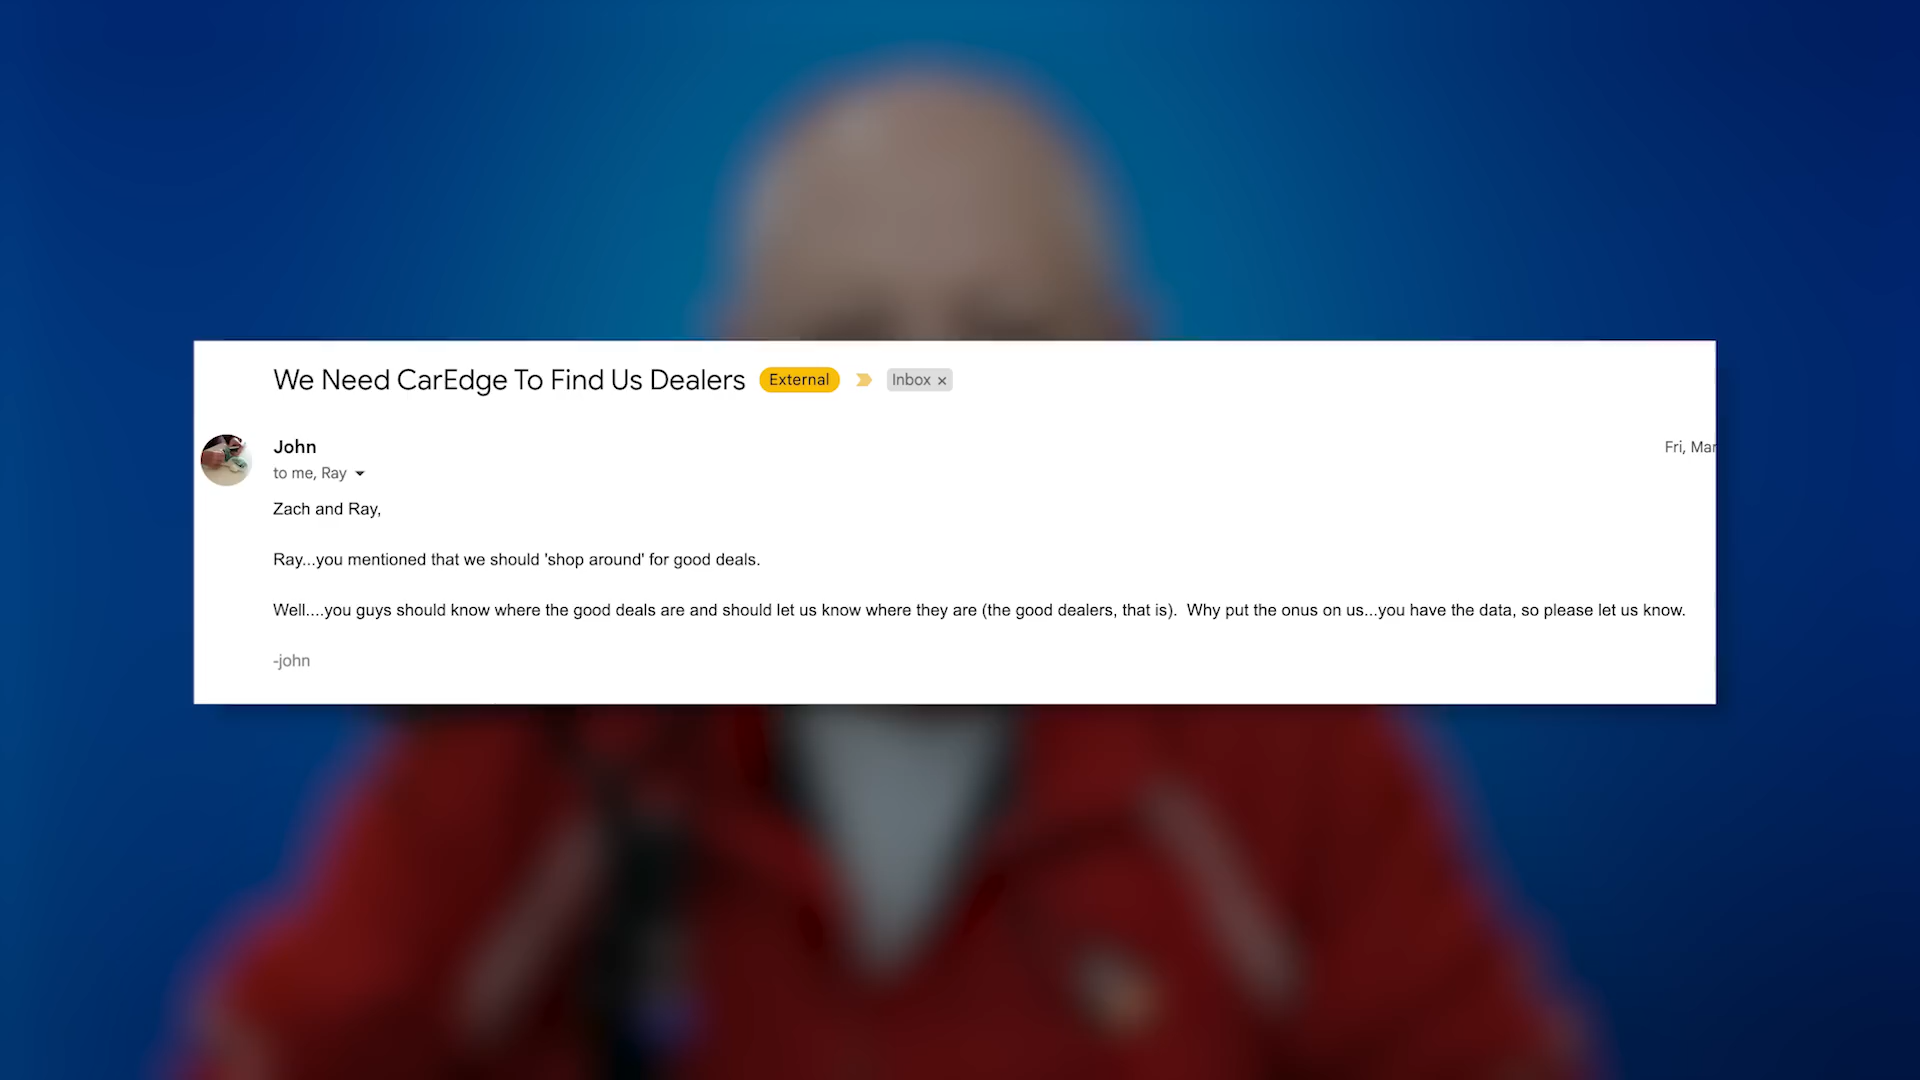 We Need CarEdge To Find Us Dealers External Inbox ×
John Fri, Mar
to me, Ray
Zach and Ray,
Ray...you mentioned that we should 'shop around' for good deals.
Well....you guys should know where the good deals are and should let us know where they are (the good dealers, that is).  Why put the onus on us...you have the data, so please let us know.
-john